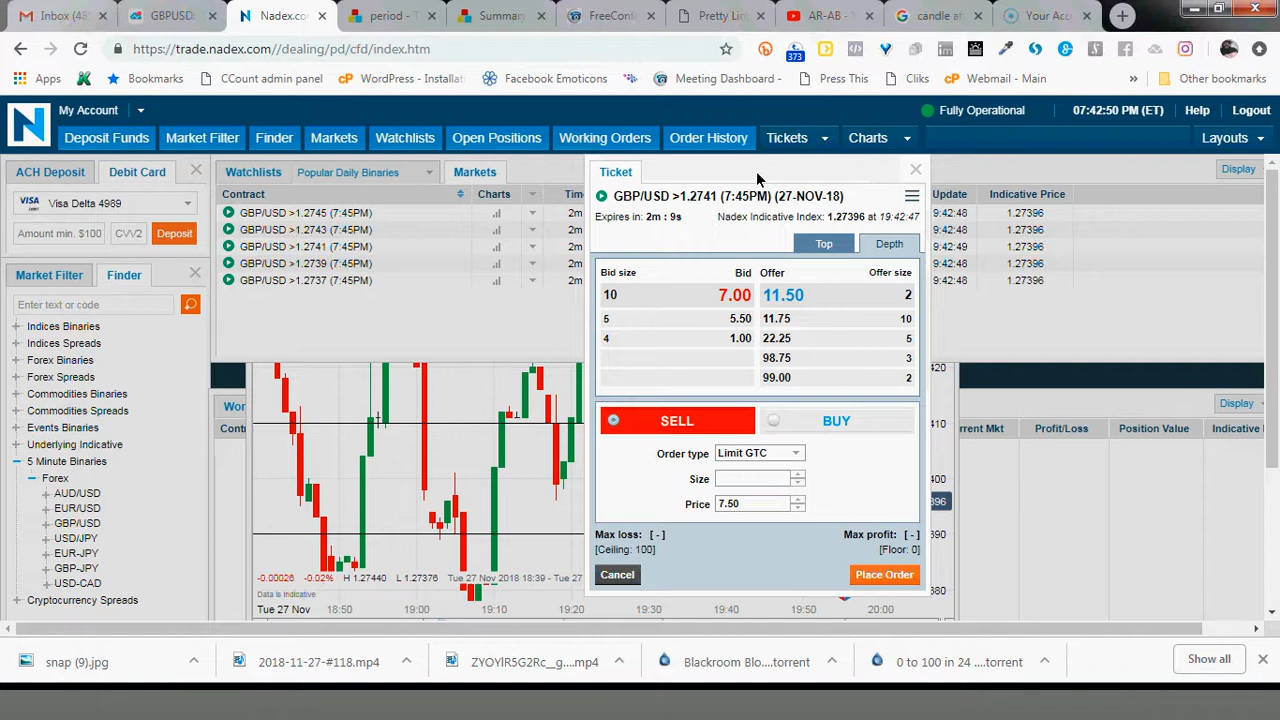 Inbox (48
GBPUSD
Nadex.co
period - T
Summary
FreeConf
Pretty Lin
AR-AB - Y
candle at
Your Acc
https://trade.nadex.com//dealing/pd/cfd/index.htm
373
Apps
Bookmarks
CCount admin panel
WordPress - Installat
Facebook Emoticons
Meeting Dashboard -
Press This
Cliks
Webmail - Main
»
Other bookmarks
N
My Account
Fully Operational
07:42:50 PM (ET)
Help
Logout
Deposit Funds
Market Filter
Finder
Markets
Watchlists
Open Positions
Working Orders
Order History
Tickets
Charts
Layouts
ACH Deposit
Debit Card
VISA DEBIT
Visa Delta 4989
Amount min. $100
CVV2
Deposit
Market Filter
Finder
Enter text or code
Indices Binaries
Indices Spreads
Forex Binaries
Forex Spreads
Commodities Binaries
Commodities Spreads
Events Binaries
Underlying Indicative
5 Minute Binaries
Forex
AUD/USD
EUR/USD
GBP/USD
USD/JPY
EUR-JPY
GBP-JPY
USD-CAD
Cryptocurrency Spreads
Watchlists
Popular Daily Binaries
Markets
Display
Contract
Charts
Tim
Update
Indicative Price
GBP/USD >1.2745 (7:45PM)
2m
9:42:48
1.27396
GBP/USD >1.2743 (7:45PM)
2m
9:42:48
1.27396
GBP/USD >1.2741 (7:45PM)
2m
9:42:49
1.27396
GBP/USD >1.2739 (7:45PM)
2m
9:42:48
1.27396
GBP/USD >1.2737 (7:45PM)
2m
9:42:48
1.27396
Ticket
GBP/USD >1.2741 (7:45PM) (27-NOV-18)
Expires in: 2m : 9s
Nadex Indicative Index: 1.27396 at 19:42:47
Top
Depth
Bid size
Bid
Offer
Offer size
10
7.00
11.50
2
5
5.50
11.75
10
4
1.00
22.25
5
98.75
3
99.00
2
SELL
BUY
Order type
Limit GTC
Size
Price
7.50
Max loss: [ - ]
Max profit: [ - ]
[Ceiling: 100]
[Floor: 0]
Cancel
Place Order
Wor
Contr
Display
rrent Mkt
Profit/Loss
Position Value
Indicative
420
410
400
396
390
380
-0.00026
-0.02%
H 1.27440
L 1.27376
Tue 27 Nov 2018 18:39 - Tue 27
Data is Indicative
Tue 27 Nov
18:50
19:00
19:10
19:20
19:30
19:40
19:50
20:00
snap (9).jpg
2018-11-27-#118.mp4
ZYOYlR5G2Rc__g....mp4
Blackroom Blo....torrent
0 to 100 in 24 ....torrent
Show all